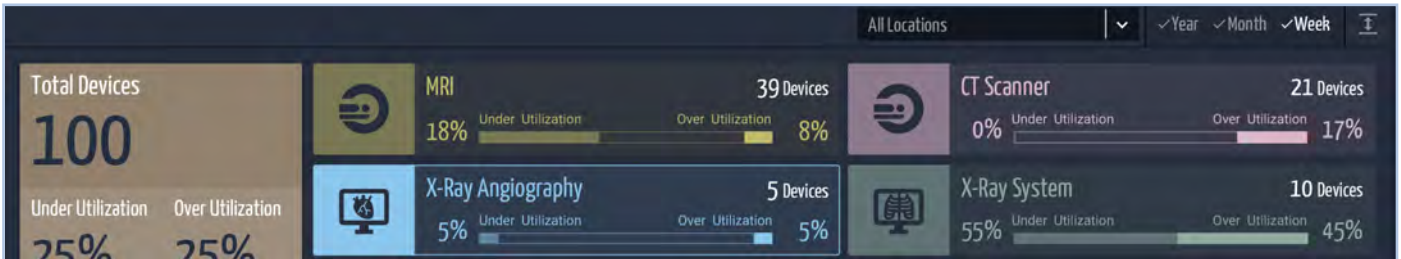 All Locations
✓Year ✓Month ✓Week
Total Devices
100
Under Utilization Over Utilization
25% 25%
MRI 39 Devices
18% Under Utilization Over Utilization 8%
CT Scanner 21 Devices
0% Under Utilization Over Utilization 17%
X-Ray Angiography 5 Devices
5% Under Utilization Over Utilization 5%
X-Ray System 10 Devices
55% Under Utilization Over Utilization 45%